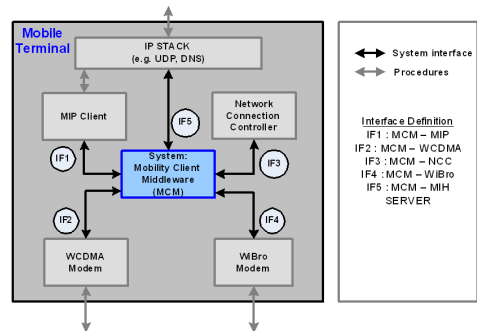 Mobile
Terminal
IP STACK
(e.g. UDP, DNS)
MIP Client
Network
Connection
Controller
IF5
IF1
IF3
System:
Mobility Client
Middleware
(MCM)
IF2
IF4
WCDMA
Modem
WiBro
Modem
System interface
Procedures
Interface Definition
IF1 : MCM – MIP
IF2 : MCM – WCDMA
IF3 : MCM – NCC
IF4 : MCM – WiBro
IF5 : MCM – MIH
SERVER